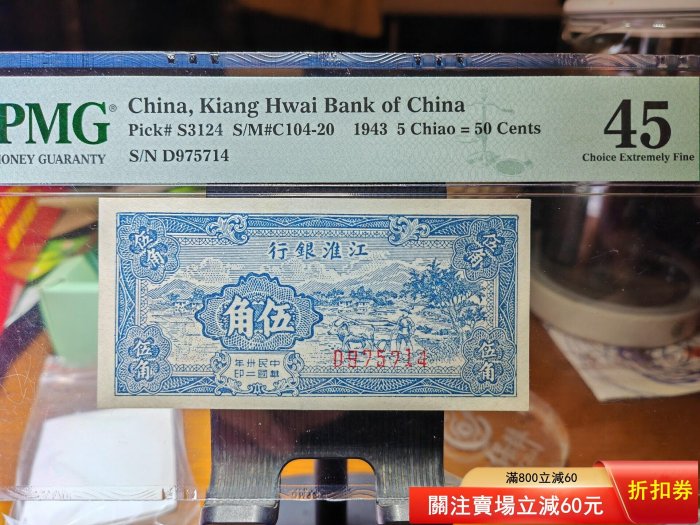 PMG®
MONEY GUARANTY
China, Kiang Hwai Bank of China
Pick# S3124 S/M#C104-20 1943 5 Chiao = 50 Cents
S/N D975714
45
Choice Extremely Fine
伍角
行銀淮江
角伍
D975714
伍角
伍角
年卅民中
印二國華
滿800立減60
關注賣場立減60元
折扣券